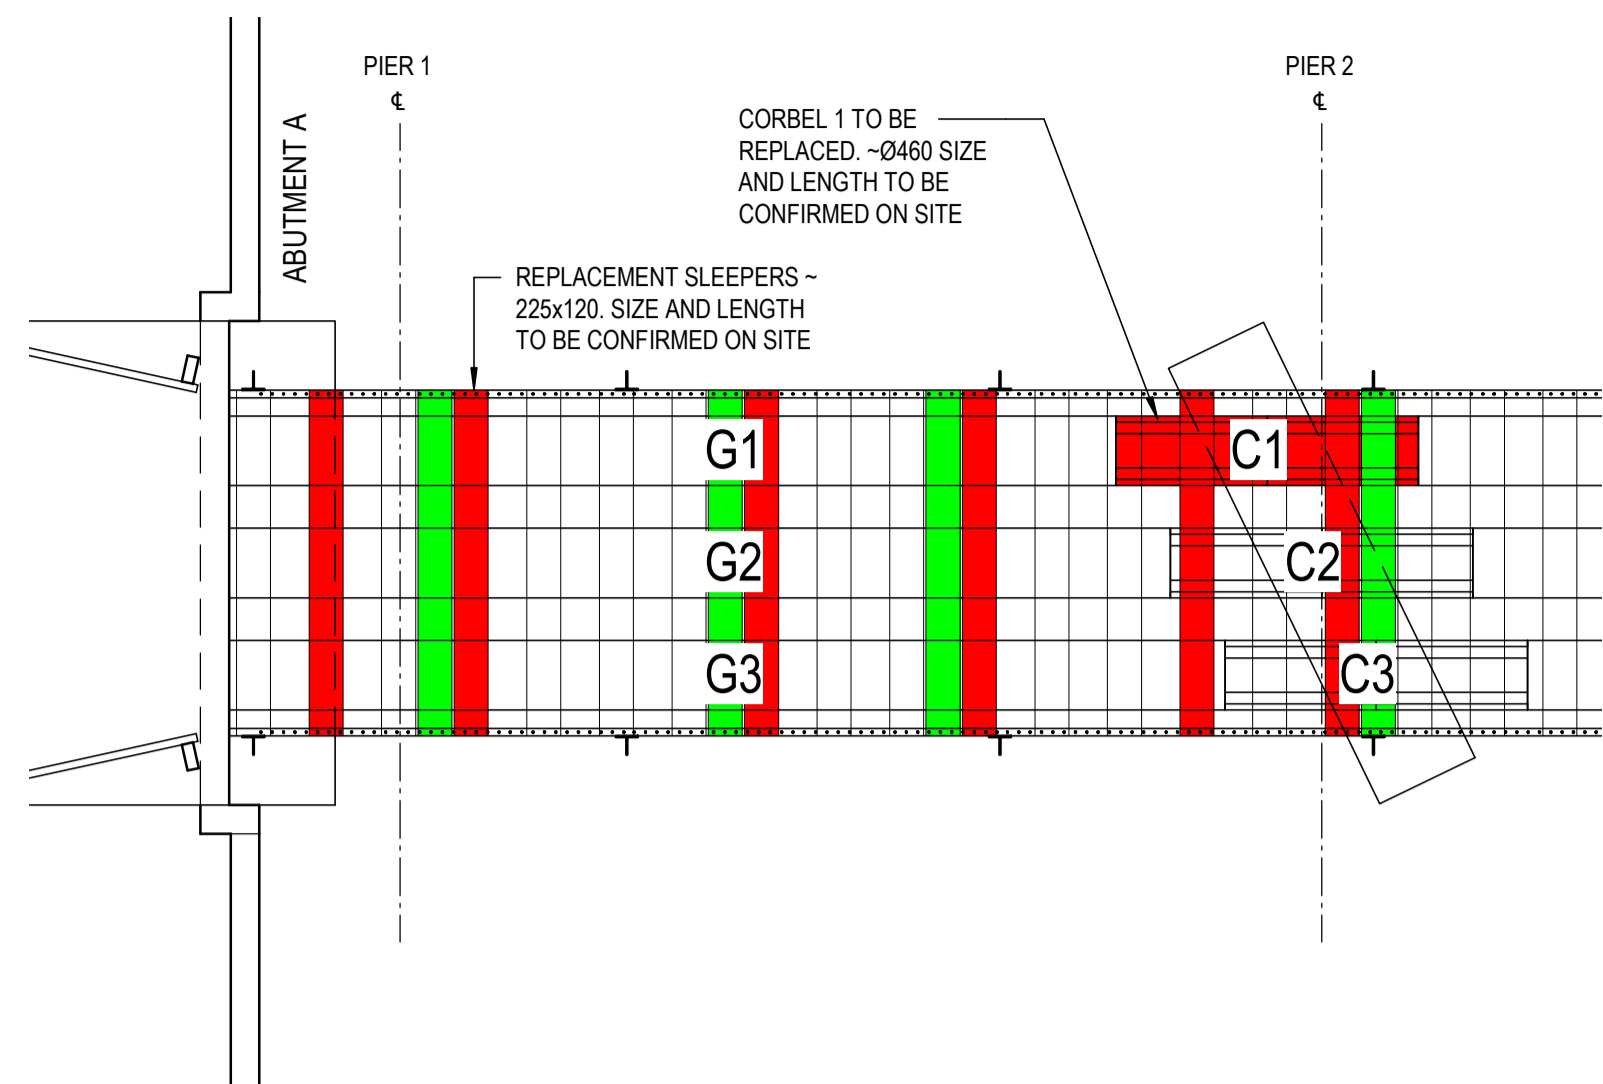 PIER 1
℄
PIER 2
℄
ABUTMENT A
CORBEL 1 TO BE
REPLACED. ~Ø460 SIZE
AND LENGTH TO BE
CONFIRMED ON SITE
REPLACEMENT SLEEPERS ~
225x120. SIZE AND LENGTH
TO BE CONFIRMED ON SITE
G1
C1
G2
C2
G3
C3